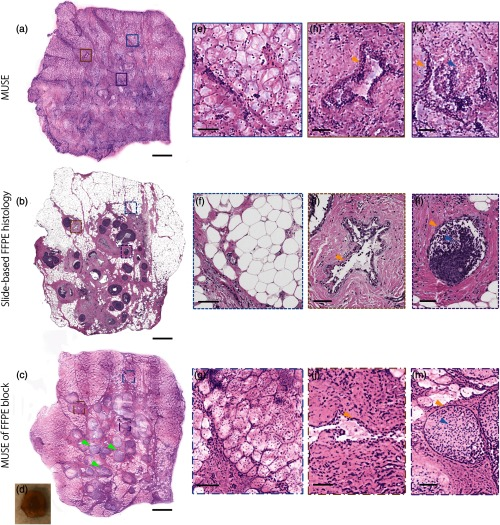 (a) (e) (h) (k)
MUSE
(b) (f) (i) (l)
Slide-based FFPE histology
(c) (g) (j) (m)
MUSE of FFPE block
(d)